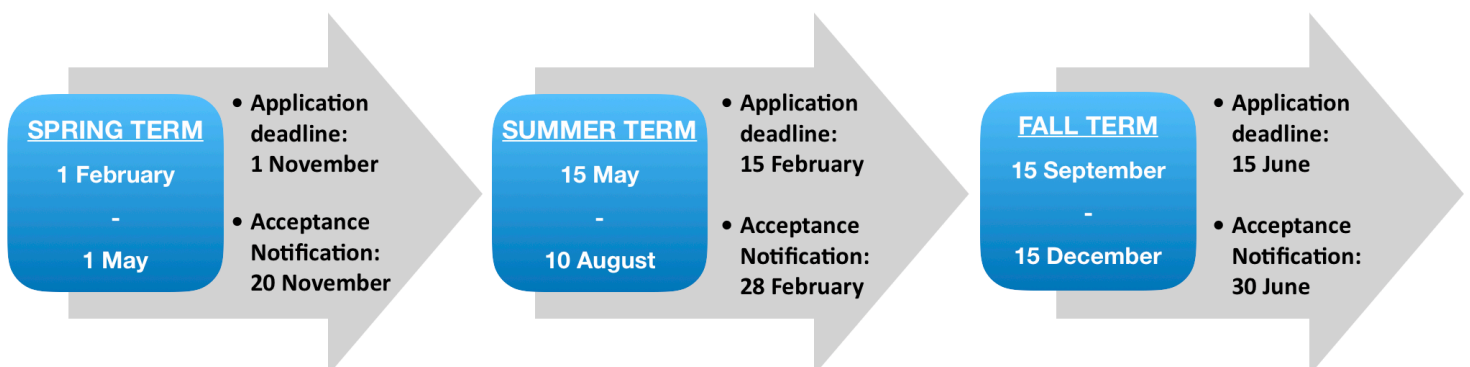 SPRING TERM
1 February
-
1 May
• Application
deadline:
1 November
• Acceptance
Notification:
20 November
SUMMER TERM
15 May
-
10 August
• Application
deadline:
15 February
• Acceptance
Notification:
28 February
FALL TERM
15 September
-
15 December
• Application
deadline:
15 June
• Acceptance
Notification:
30 June